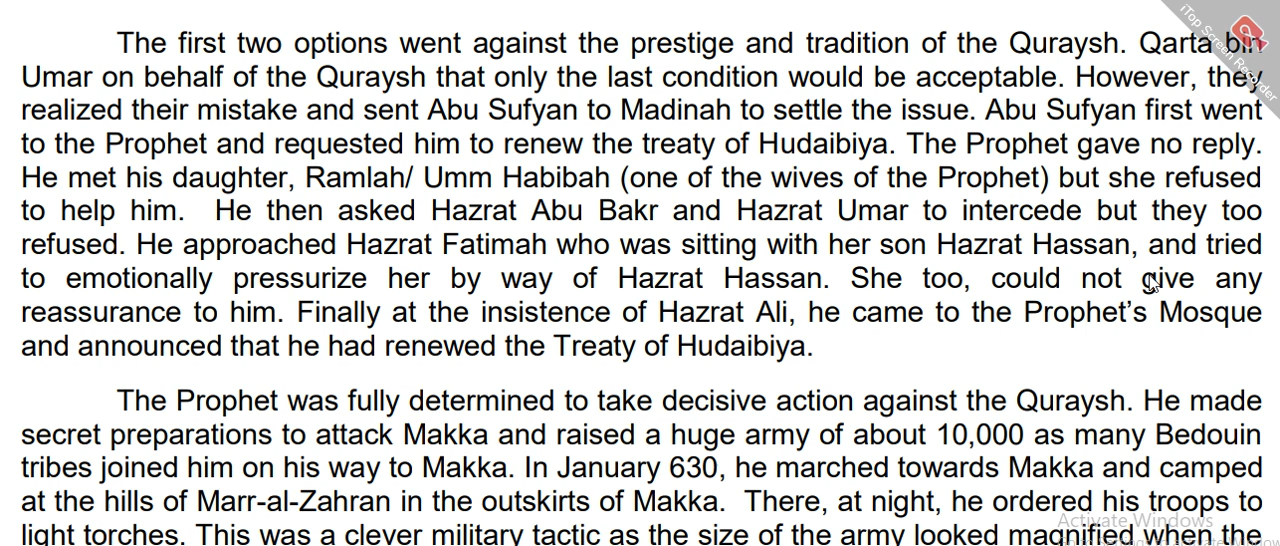 The first two options went against the prestige and tradition of the Quraysh. Qarta bin
Umar on behalf of the Quraysh that only the last condition would be acceptable. However, they
realized their mistake and sent Abu Sufyan to Madinah to settle the issue. Abu Sufyan first went
to the Prophet and requested him to renew the treaty of Hudaibiya. The Prophet gave no reply.
He met his daughter, Ramlah/ Umm Habibah (one of the wives of the Prophet) but she refused
to help him. He then asked Hazrat Abu Bakr and Hazrat Umar to intercede but they too
refused. He approached Hazrat Fatimah who was sitting with her son Hazrat Hassan, and tried
to emotionally pressurize her by way of Hazrat Hassan. She too, could not give any
reassurance to him. Finally at the insistence of Hazrat Ali, he came to the Prophet’s Mosque
and announced that he had renewed the Treaty of Hudaibiya.
The Prophet was fully determined to take decisive action against the Quraysh. He made
secret preparations to attack Makka and raised a huge army of about 10,000 as many Bedouin
tribes joined him on his way to Makka. In January 630, he marched towards Makka and camped
at the hills of Marr-al-Zahran in the outskirts of Makka. There, at night, he ordered his troops to
light torches. This was a clever military tactic as the size of the army looked magnified when the
iTop Screen Recorder
Activate Windows